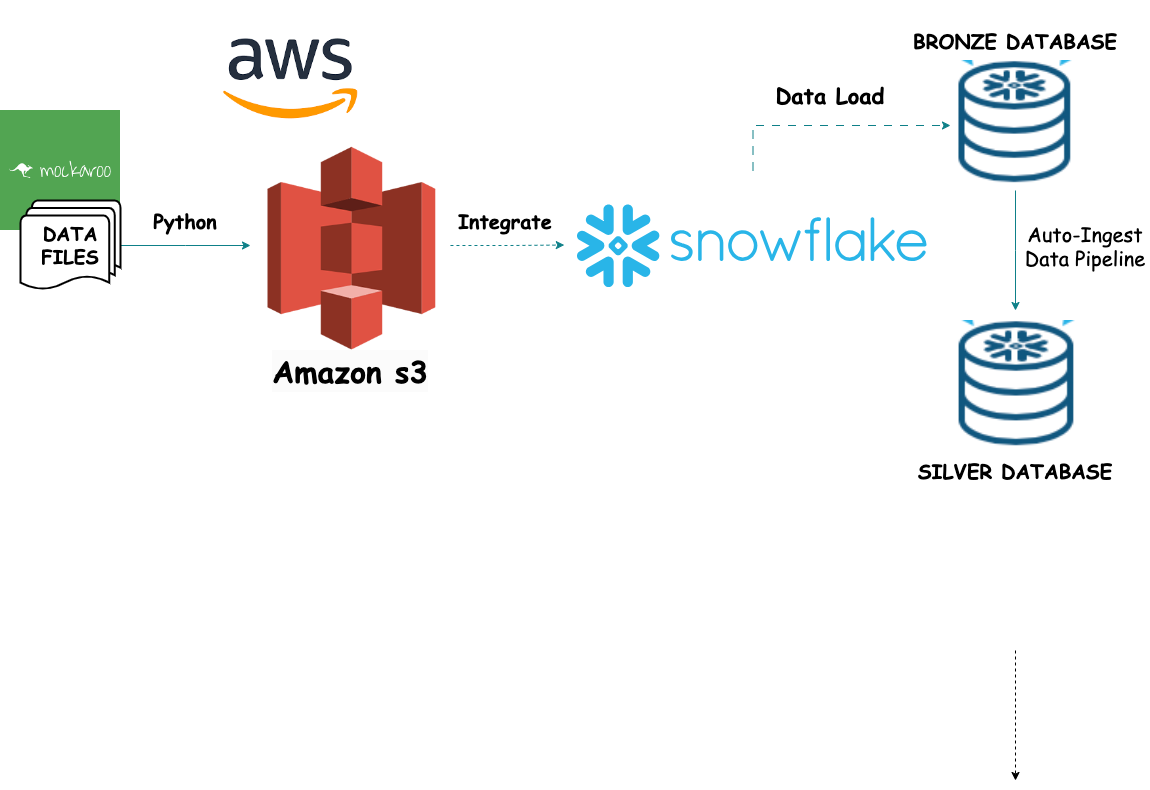 aws
BRONZE DATABASE
Data Load
mockaroo
DATA
FILES
Python
Integrate
snowflake
Auto-Ingest
Data Pipeline
Amazon s3
SILVER DATABASE